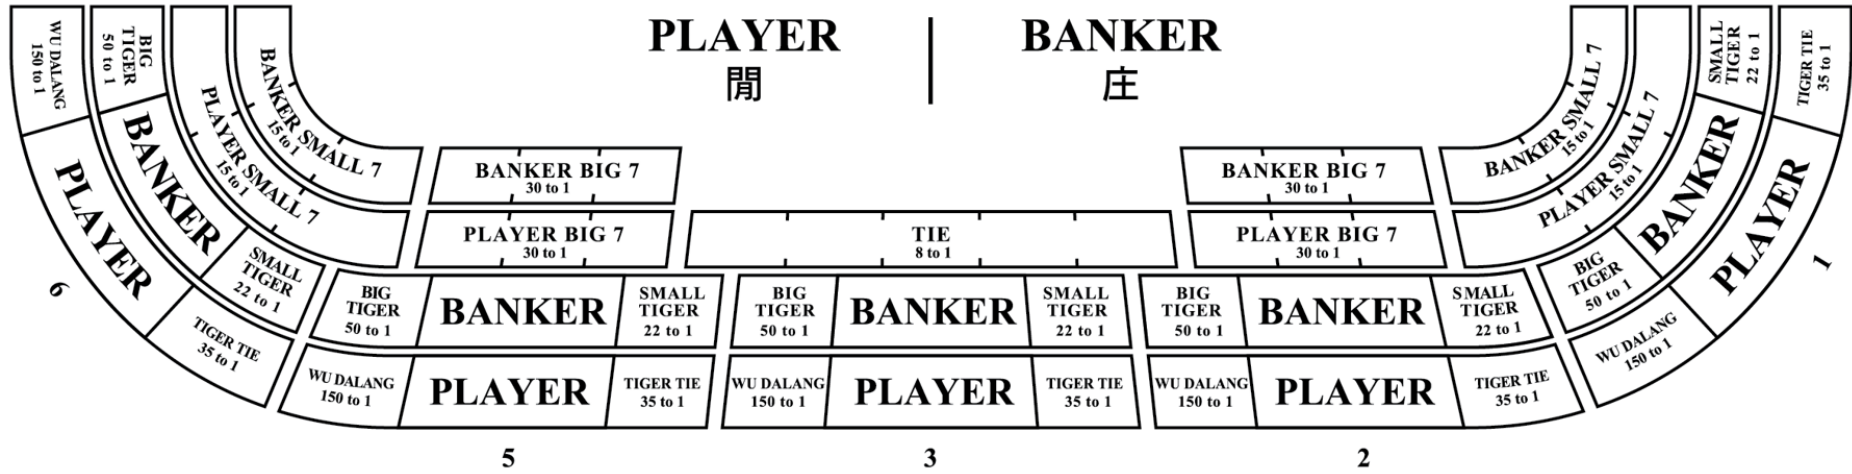 PLAYER
閒
BANKER
庄
WU DALANG
150 to 1
BIG
TIGER
50 to 1
PLAYER SMALL 7
15 to 1
BANKER SMALL 7
15 to 1
BANKER
PLAYER
SMALL
TIGER
22 to 1
TIGER TIE
35 to 1
6
BANKER BIG 7
30 to 1
PLAYER BIG 7
30 to 1
TIE
8 to 1
BANKER BIG 7
30 to 1
PLAYER BIG 7
30 to 1
BANKER SMALL 7
15 to 1
PLAYER SMALL 7
15 to 1
SMALL
TIGER
22 to 1
TIGER TIE
35 to 1
BANKER
PLAYER
BIG
TIGER
50 to 1
WU DALANG
150 to 1
1
BIG
TIGER
50 to 1
BANKER
SMALL
TIGER
22 to 1
WU DALANG
150 to 1
PLAYER
TIGER TIE
35 to 1
5
BIG
TIGER
50 to 1
BANKER
SMALL
TIGER
22 to 1
WU DALANG
150 to 1
PLAYER
TIGER TIE
35 to 1
3
BIG
TIGER
50 to 1
BANKER
SMALL
TIGER
22 to 1
WU DALANG
150 to 1
PLAYER
TIGER TIE
35 to 1
2